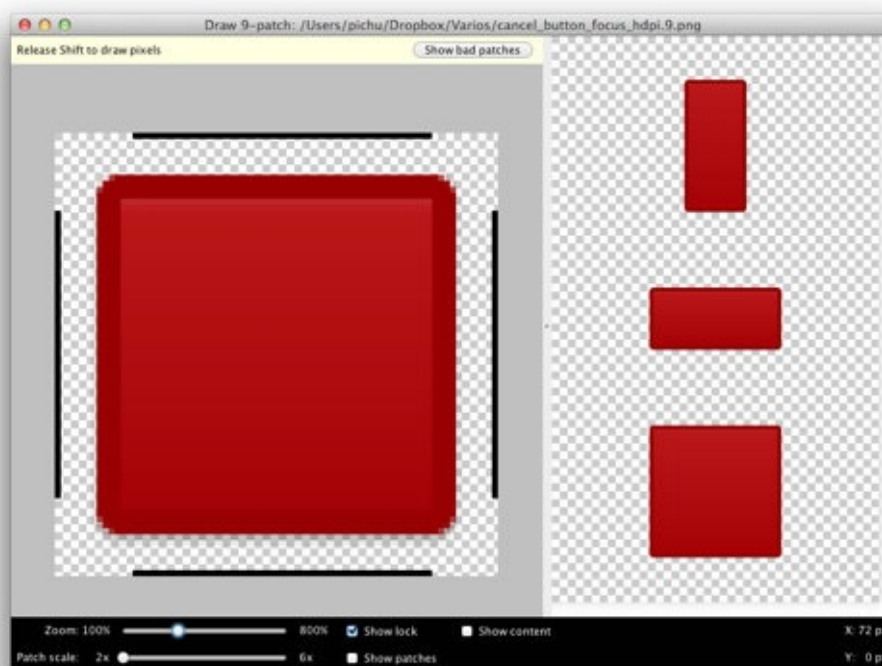 Draw 9-patch: /Users/pichu/Dropbox/Varios/cancel_button_focus_hdpi.9.png
Release Shift to draw pixels
Show bad patches
Zoom: 100% 800% Show lock Show content X: 72 p
Patch scale: 2x 6x Show patches Y: 0 p